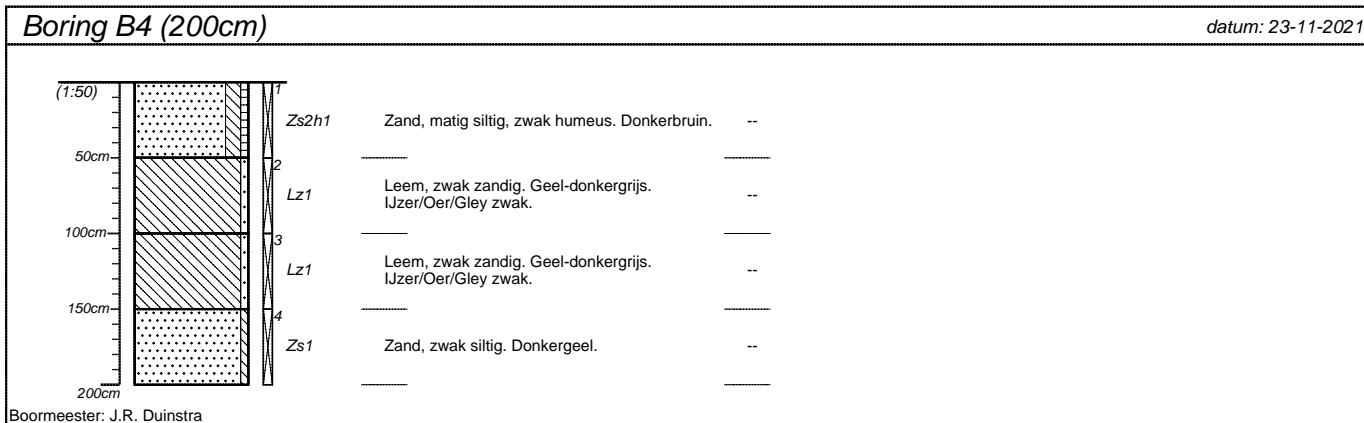 Boring B4 (200cm)
datum: 23-11-2021
(1:50)
1
Zs2h1
Zand, matig siltig, zwak humeus. Donkerbruin.
--
50cm
2
Lz1
Leem, zwak zandig. Geel-donkergrijs.
IJzer/Oer/Gley zwak.
--
100cm
3
Lz1
Leem, zwak zandig. Geel-donkergrijs.
IJzer/Oer/Gley zwak.
--
150cm
4
Zs1
Zand, zwak siltig. Donkergeel.
--
200cm
Boormeester: J.R. Duinstra